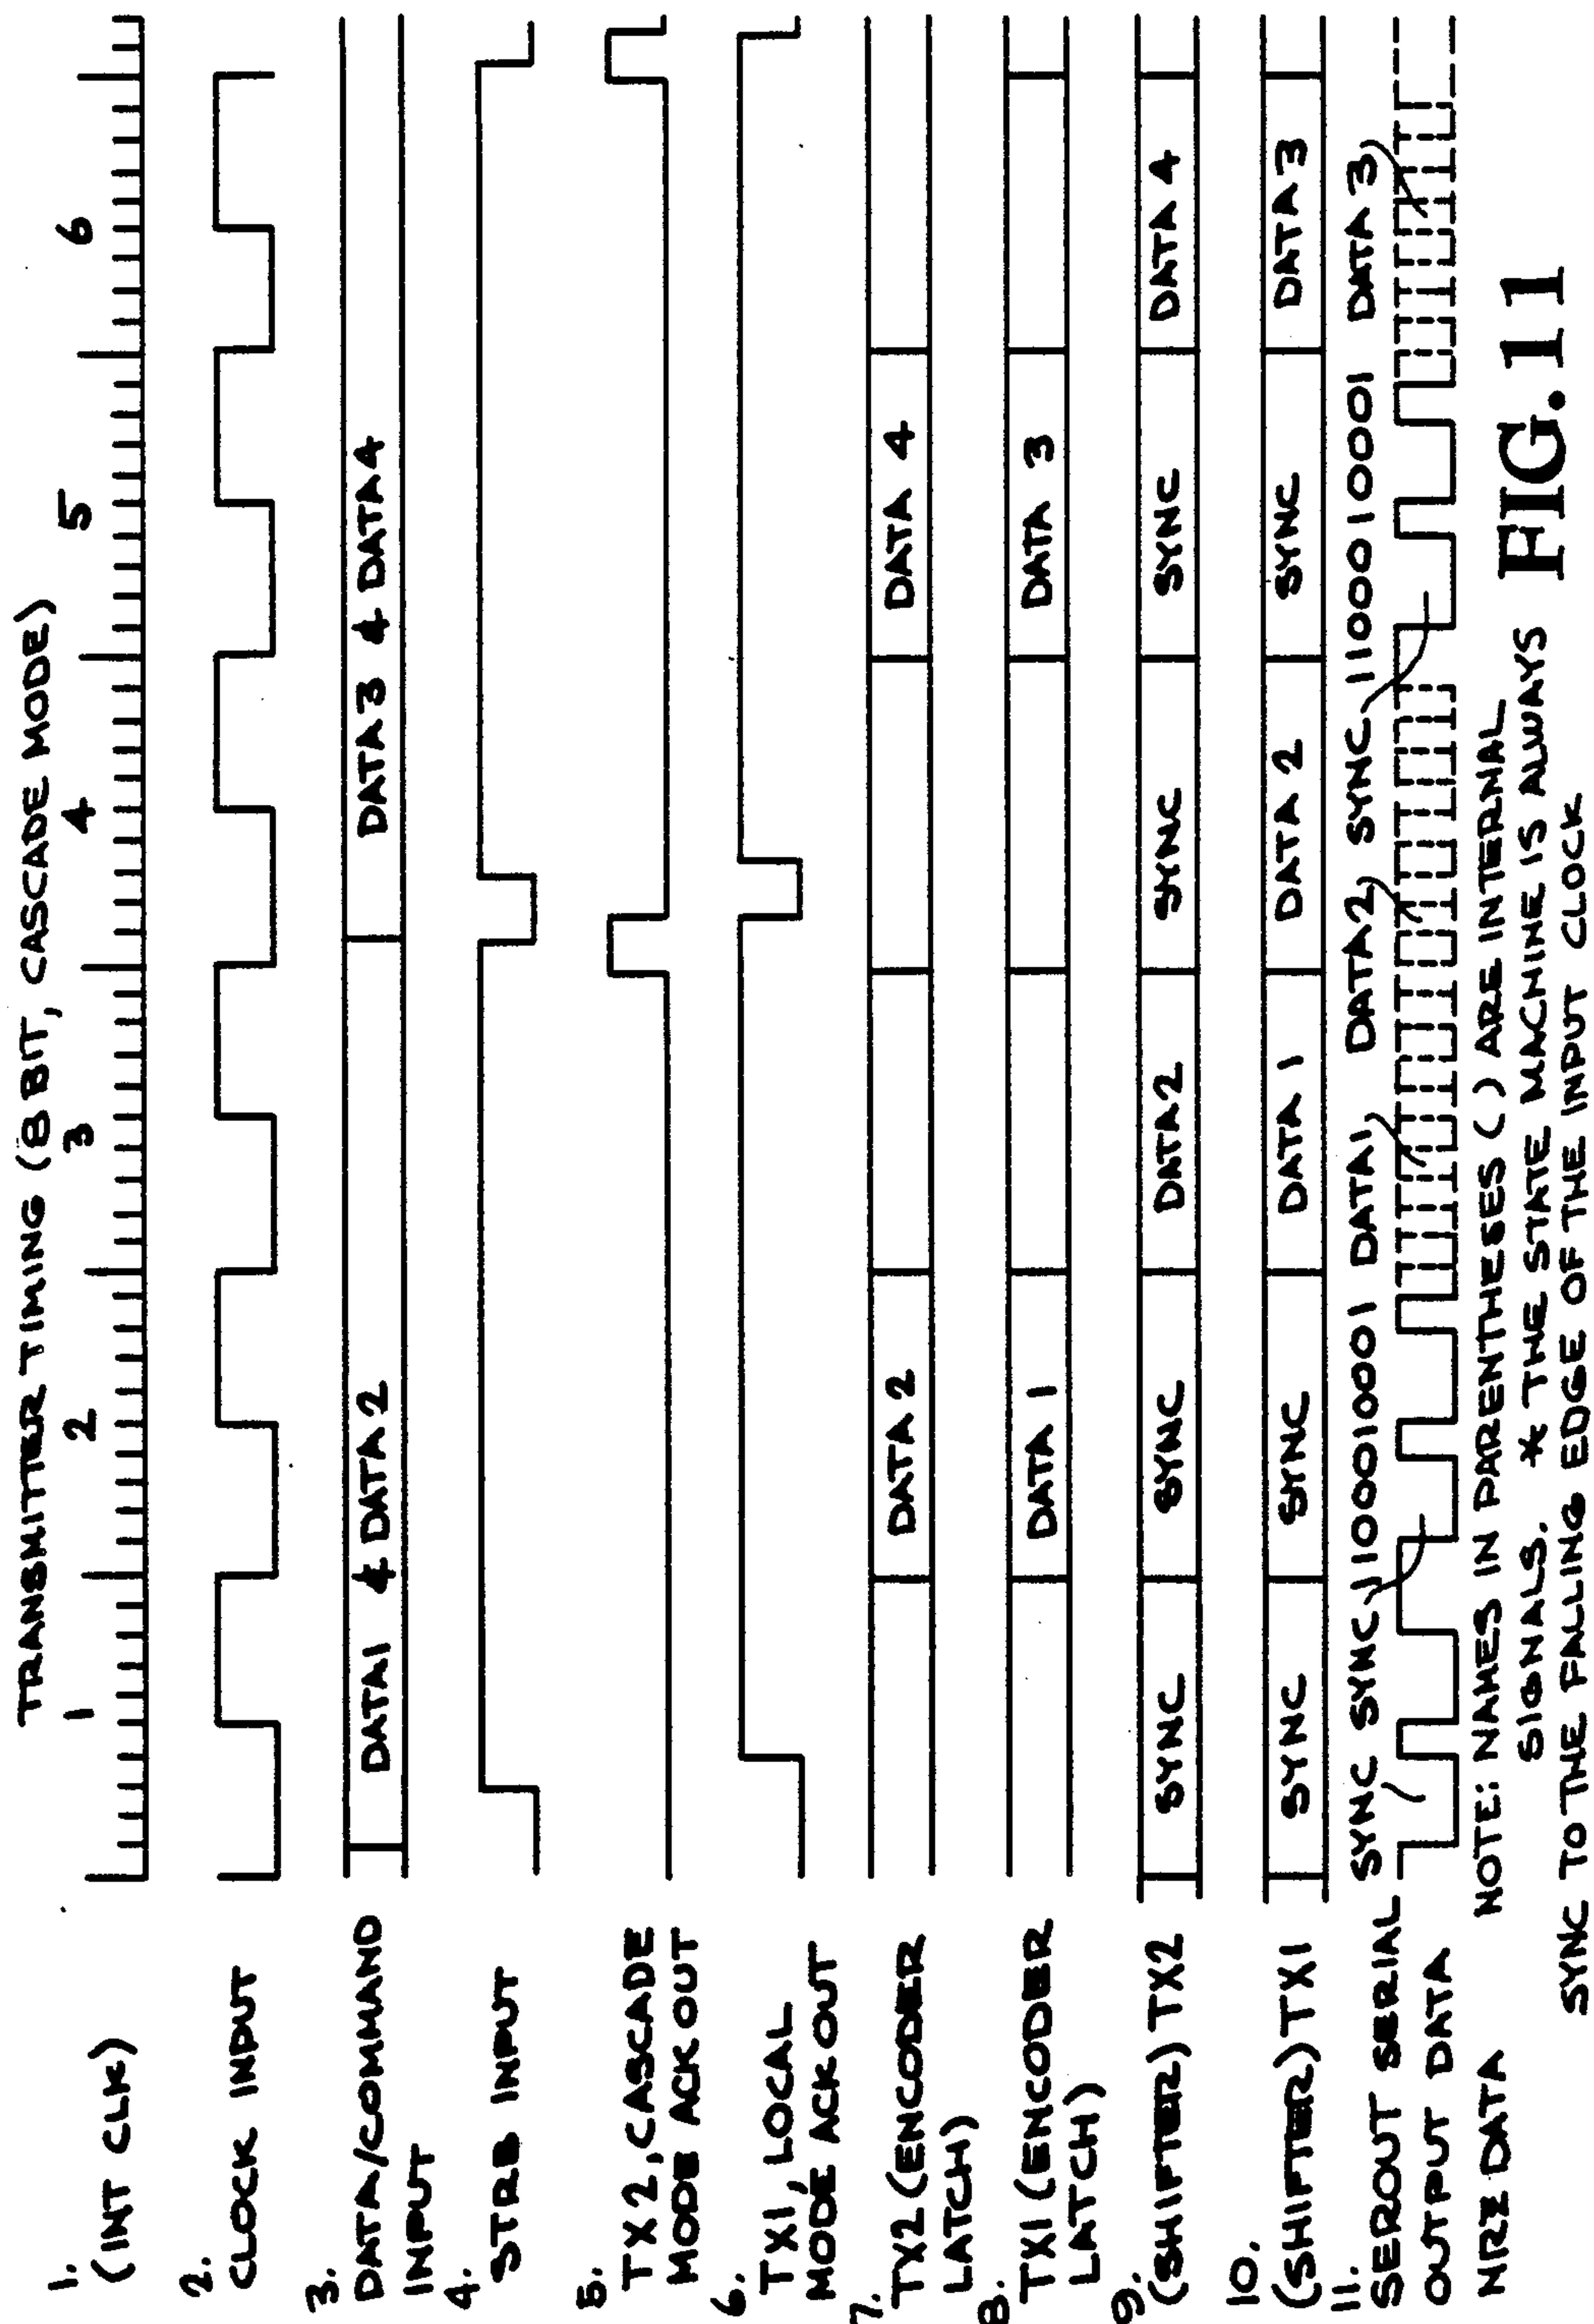 TRANSMITTER TIMING (8 BIT, CASCADE MODE)
1 2 3 4 5 6
1.
(INT CLK)
2.
CLOCK INPUT
3.
DATA/COMMAND
INPUT
DATA1 & DATA2
DATA3 & DATA4
4.
STRB INPUT
5.
TX2, CASCADE
MODE ACK OUT
6.
TX1, LOCAL
MODE ACK OUT
7.
TX2 (ENCODER
LATCH)
DATA 2
DATA 4
8.
TX1 (ENCODER
LATCH)
DATA 1
DATA 3
9.
(SHIFTER) TX2
SYNC SYNC DATA2 SYNC SYNC DATA 4
10.
(SHIFTER) TX1
SYNC SYNC DATA 1 DATA 2 SYNC DATA 3
11.
SEROUT SERIAL
OUTPUT DATA
NRZ DATA
SYNC SYNC, 1100010001 DATA1, DATA2, SYNC, 1100010001 DATA3,
NOTE: NAMES IN PARENTHESES () ARE INTERNAL
SIGNALS. * THE STATE MACHINE IS ALWAYS
SYNC TO THE FALLING EDGE OF THE INPUT CLOCK
FIG. 11